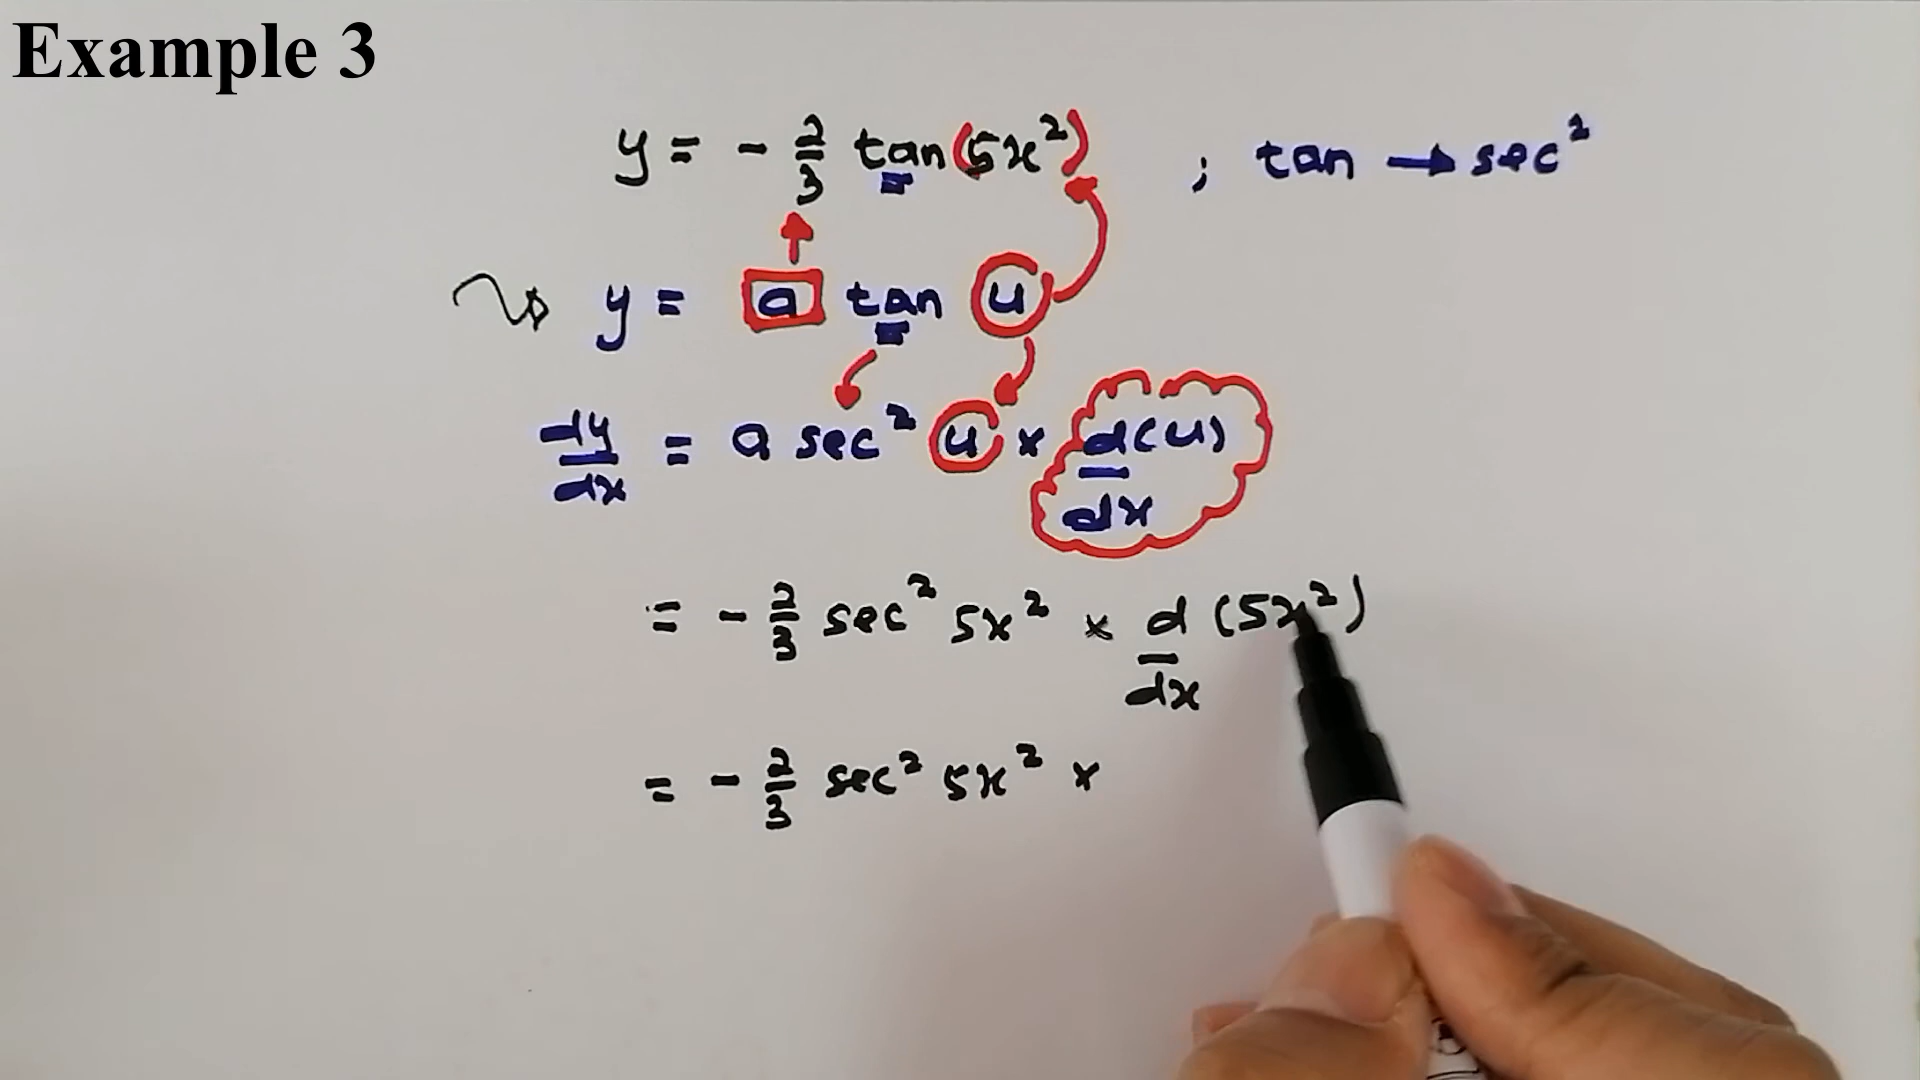 Example 3
y = - 2/3 tan(5x²) ; tan → sec²
y = a tan u
dy/dx = a sec² u × d/dx (u)
= - 2/3 sec² 5x² × d/dx (5x²)
= - 2/3 sec² 5x² ×